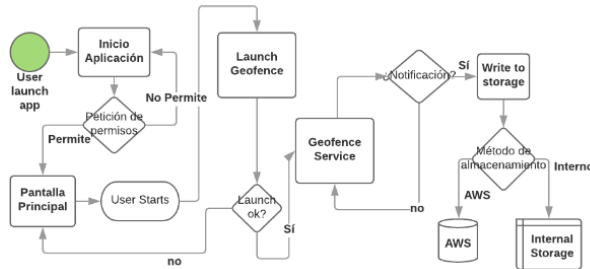 User
launch
app
Inicio
Aplicación
Petición de
permisos
No Permite
Permite
Pantalla
Principal
User Starts
Launch
Geofence
Launch
ok?
no
Sí
Geofence
Service
¿Notificación?
no
Sí
Write to
storage
Método de
almacenamiento
AWS
Interno
AWS
Internal
Storage